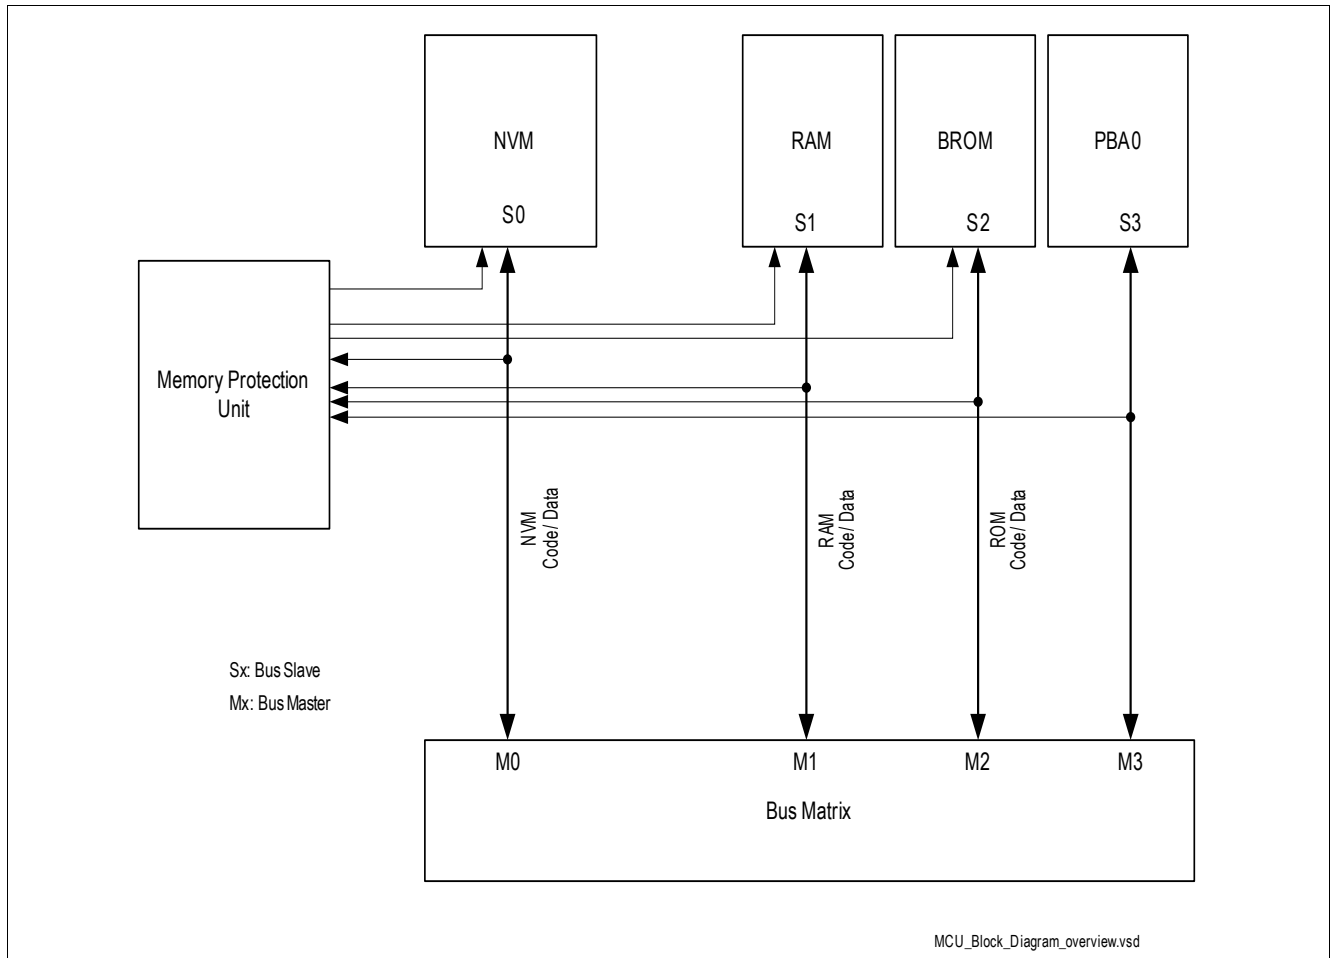 NVM
RAM
BROM
PBA0
S0
S1
S2
S3
Memory Protection
Unit
NVM
Code/ Data
RAM
Code/ Data
ROM
Code/ Data
Sx: Bus Slave
Mx: Bus Master
M0
M1
M2
M3
Bus Matrix
MCU_Block_Diagram_overview.vsd